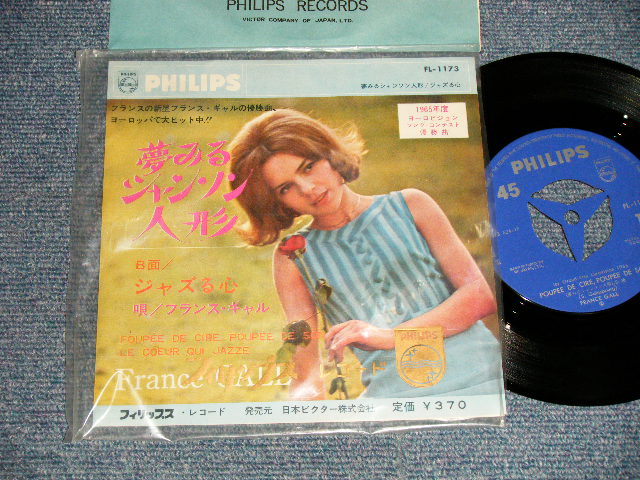 PHILIPS RECORDS
VICTOR COMPANY OF JAPAN, LTD.
PHILIPS
FL-1173
夢みるシャンソン人形/ジャズる心
フランスの新星フランス・ギャルの優勝曲、
ヨーロッパで大ヒット中!!
1965年度
ヨーロビジョン
ソング・コンテスト
優勝曲
夢みる
シャンソン
人形
B面/
ジャズる心
唄/フランス・ギャル
POUPEE DE CIRE, POUPEE DE SON
LE COEUR QUI JAZZE
France GALL
PHILIPS
フィリップス・レコード 発売元 日本ビクター株式会社 定価 ¥370
PHILIPS
45
POUPEE DE CIRE, POUPEE DE
FRANCE GALL